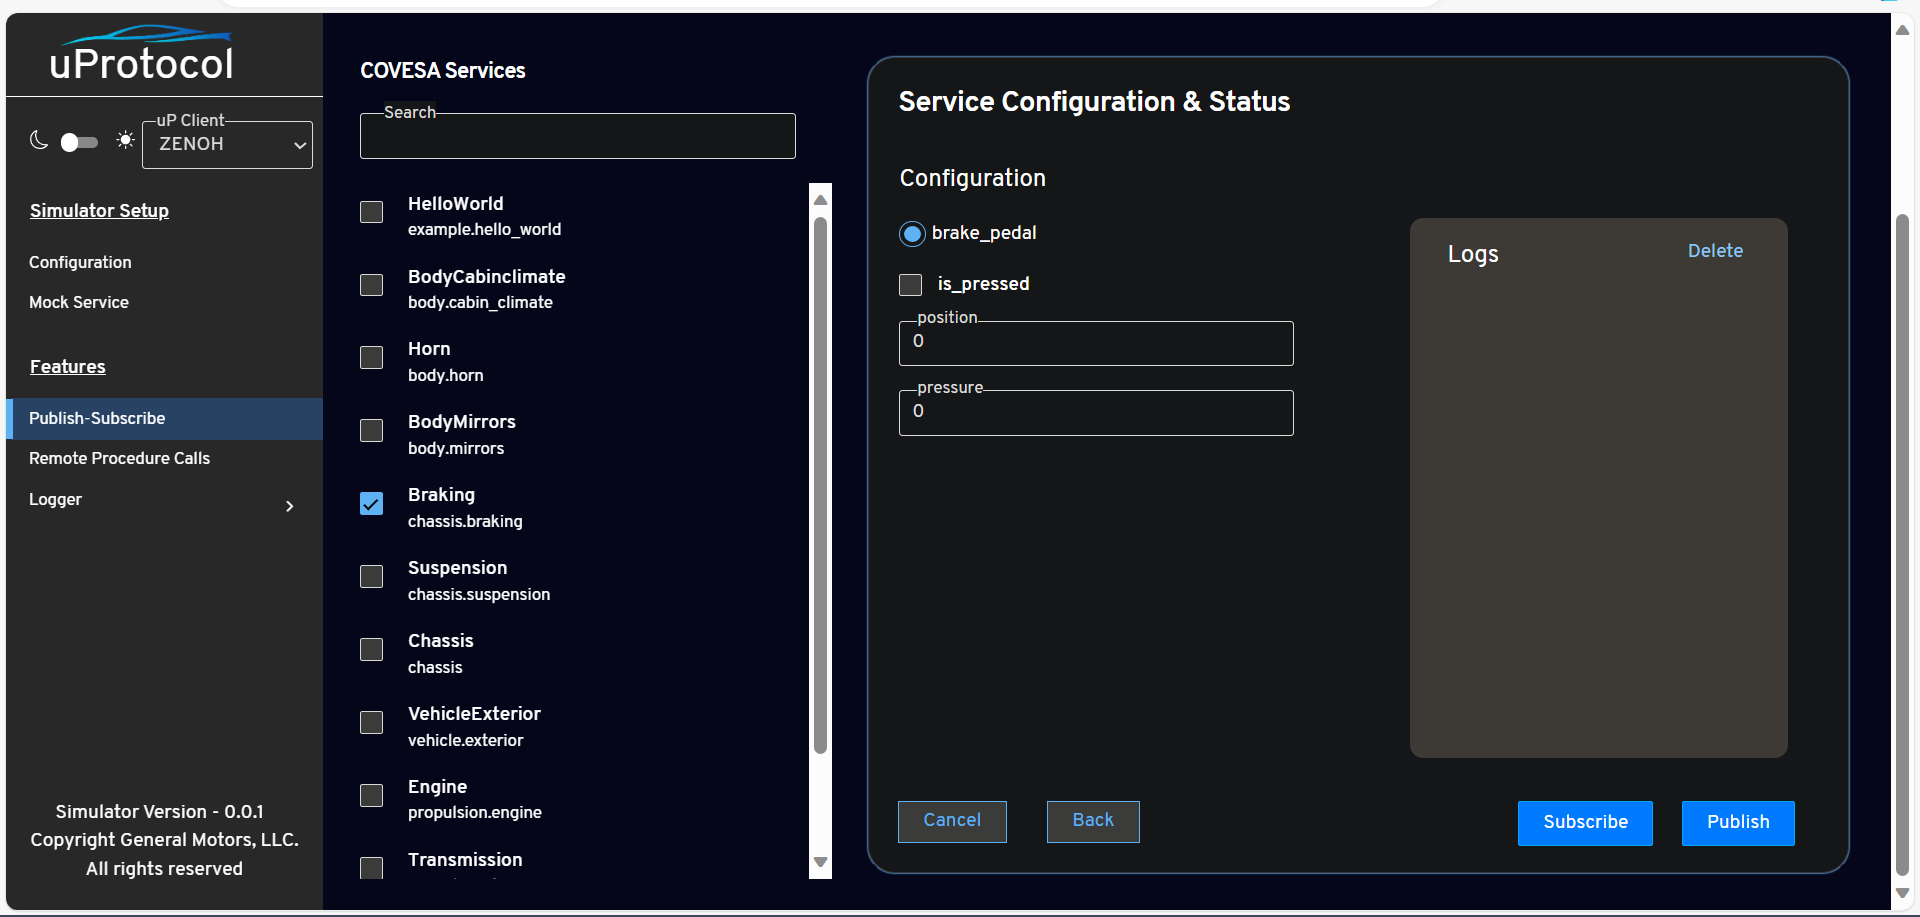 uProtocol
uP Client
ZENOH
Simulator Setup
Configuration
Mock Service
Features
Publish-Subscribe
Remote Procedure Calls
Logger
Simulator Version - 0.0.1
Copyright General Motors, LLC.
All rights reserved
COVESA Services
Search
HelloWorld
example.hello_world
BodyCabinclimate
body.cabin_climate
Horn
body.horn
BodyMirrors
body.mirrors
Braking
chassis.braking
Suspension
chassis.suspension
Chassis
chassis
VehicleExterior
vehicle.exterior
Engine
propulsion.engine
Transmission
Service Configuration & Status
Configuration
brake_pedal
is_pressed
position
0
pressure
0
Logs
Delete
Cancel
Back
Subscribe
Publish